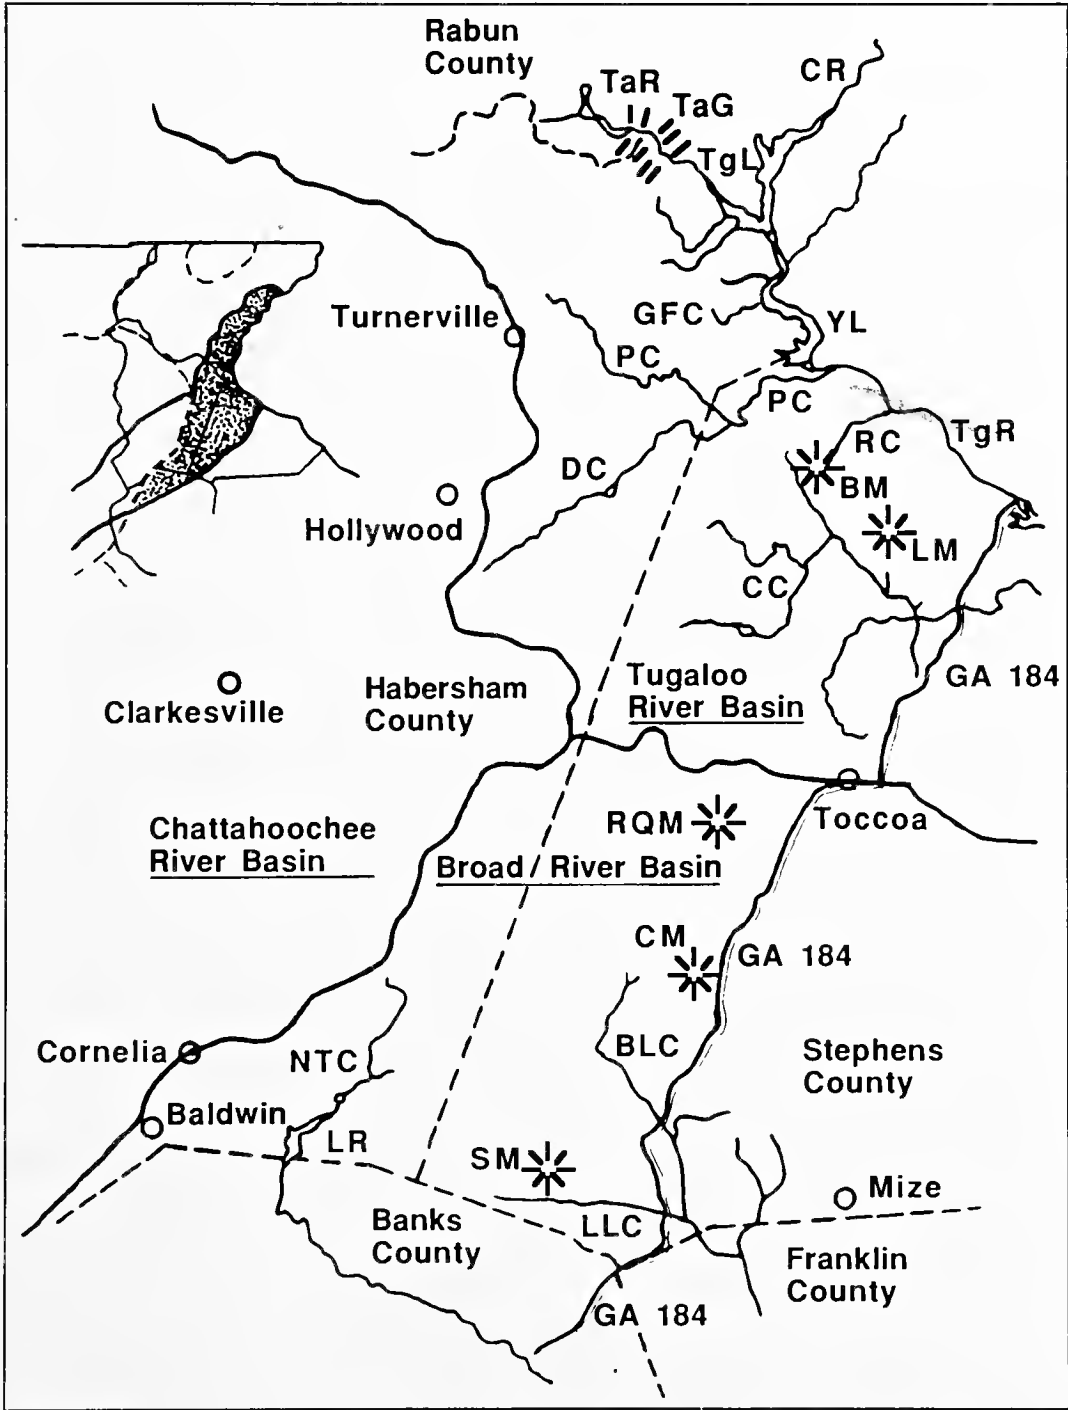 Rabun
County
CR
TaR
TaG
TgL
Turnerville
GFC
YL
PC
PC
TgR
RC
DC
BM
Hollywood
LM
CC
Tugaloo
River Basin
GA 184
Habersham
County
Clarkesville
Chattahoochee
River Basin
RQM
Toccoa
Broad River Basin
CM
GA 184
Cornelia
NTC
BLC
Stephens
County
Baldwin
LR
SM
Mize
Banks
County
LLC
Franklin
County
GA 184